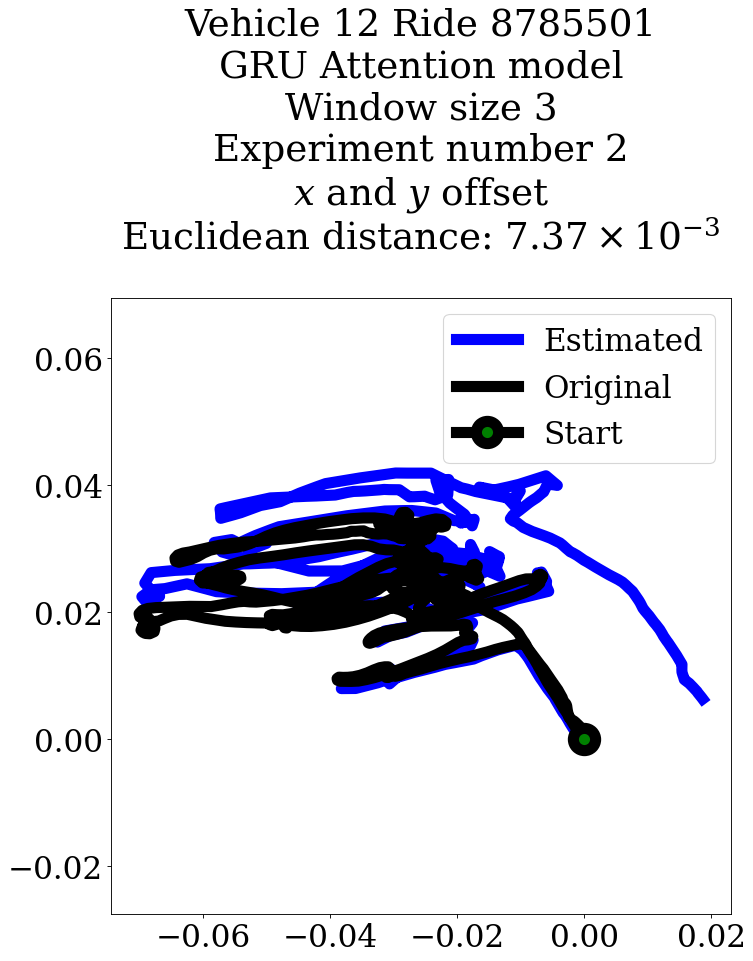 Vehicle 12 Ride 8785501
GRU Attention model
Window size 3
Experiment number 2
x and y offset
Euclidean distance: 7.37 × 10⁻³
Estimated
Original
Start
0.06
0.04
0.02
0.00
−0.02
−0.06 −0.04 −0.02 0.00 0.02